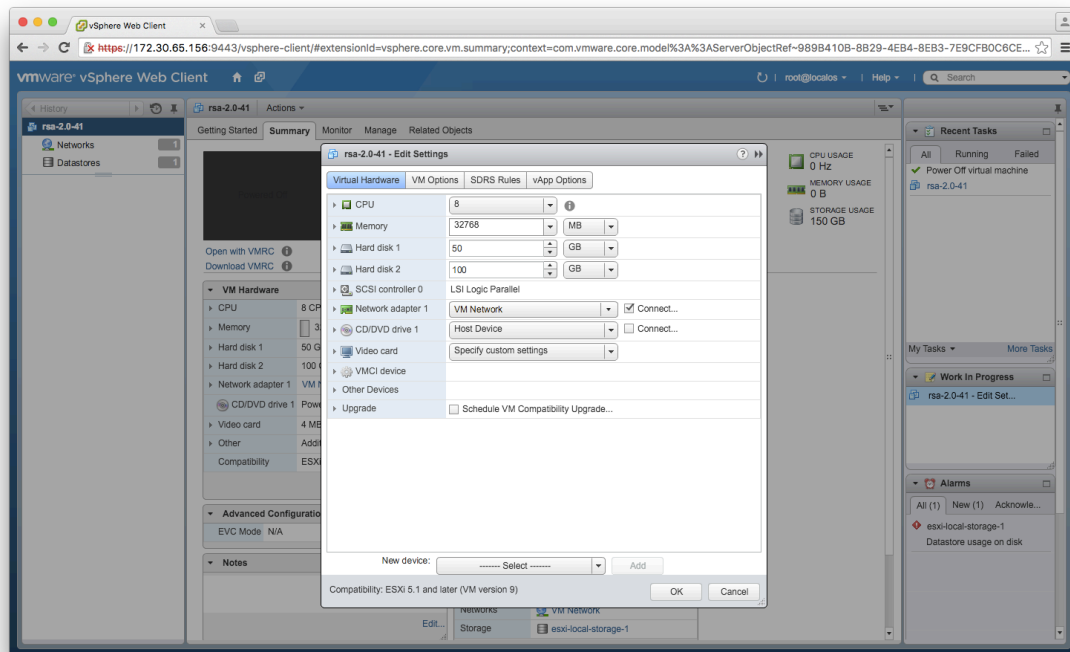 vSphere Web Client
https://172.30.65.156:9443/vsphere-client/#extensionId=vsphere.core.vm.summary;context=com.vmware.core.model%3A%3AServerObjectRef~989B410B-8B29-4EB4-8EB3-7E9CFB0C6CE...
vmware® vSphere Web Client
root@localos
Help
Search
History
rsa-2.0-41
Networks 1
Datastores 1
rsa-2.0-41 Actions
Getting Started Summary Monitor Manage Related Objects
Open with VMRC
Download VMRC
VM Hardware
CPU 8 CP
Memory 3
Hard disk 1 50 G
Hard disk 2 100
Network adapter 1 VM N
CD/DVD drive 1 Powe
Video card 4 MB
Other Addit
Compatibility ESXi
Advanced Configuratio
EVC Mode N/A
Notes
Edit...
Networks VM Network
Storage esxi-local-storage-1
CPU USAGE
0 Hz
MEMORY USAGE
0 B
STORAGE USAGE
150 GB
rsa-2.0-41 - Edit Settings
Virtual Hardware VM Options SDRS Rules vApp Options
CPU 8
Memory 32768 MB
Hard disk 1 50 GB
Hard disk 2 100 GB
SCSI controller 0 LSI Logic Parallel
Network adapter 1 VM Network Connect...
CD/DVD drive 1 Host Device Connect...
Video card Specify custom settings
VMCI device
Other Devices
Upgrade Schedule VM Compatibility Upgrade...
New device: ------- Select ------- Add
Compatibility: ESXi 5.1 and later (VM version 9)
OK Cancel
Recent Tasks
All Running Failed
Power Off virtual machine
rsa-2.0-41
My Tasks More Tasks
Work In Progress
rsa-2.0-41 - Edit Set...
Alarms
All (1) New (1) Acknowle...
esxi-local-storage-1
Datastore usage on disk